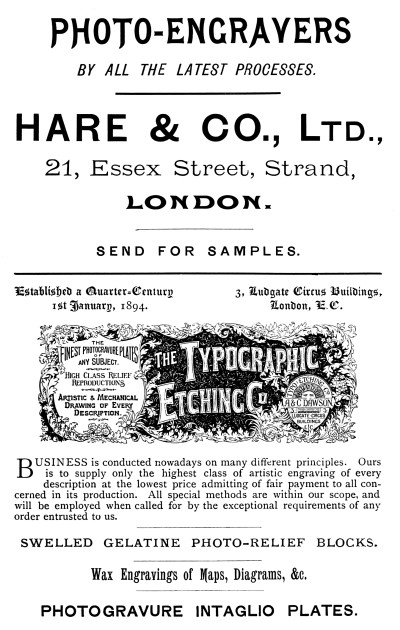 PHOTO-ENGRAVERS
BY ALL THE LATEST PROCESSES.
HARE & CO., LTD.,
21, Essex Street, Strand,
LONDON.
SEND FOR SAMPLES.
Established a Quarter-Century
1st January, 1894.
3, Ludgate Circus Buildings,
London, E.C.
THE
FINEST PHOTOGRAVURE PLATES
OF
ANY SUBJECT.
HIGH CLASS RELIEF
REPRODUCTIONS
ARTISTIC & MECHANICAL
DRAWING OF EVERY
DESCRIPTION.
THE TYPOGRAPHIC
ETCHING CO.
A & C DAWSON
LUDGATE CIRCUS
BUILDINGS
BUSINESS is conducted nowadays on many different principles. Ours
is to supply only the highest class of artistic engraving of every
description at the lowest price admitting of fair payment to all con-
cerned in its production. All special methods are within our scope, and
will be employed when called for by the exceptional requirements of any
order entrusted to us.
SWELLED GELATINE PHOTO-RELIEF BLOCKS.
Wax Engravings of Maps, Diagrams, &c.
PHOTOGRAVURE INTAGLIO PLATES.